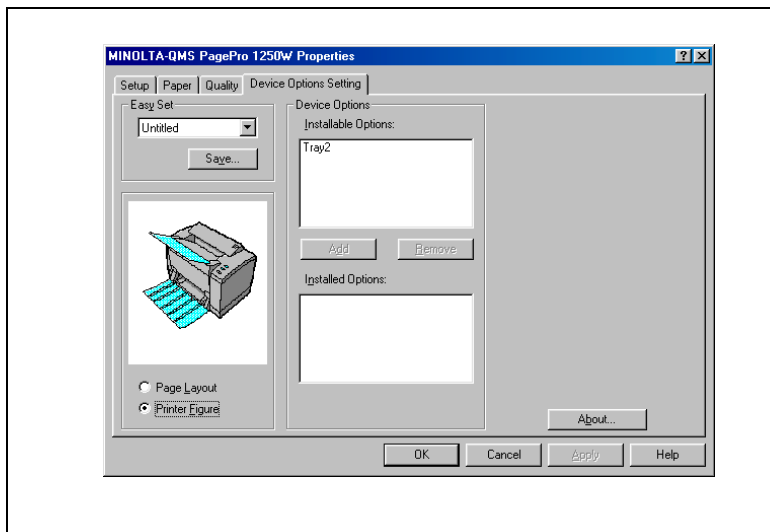 MINOLTA-QMS PagePro 1250W Properties
Setup Paper Quality Device Options Setting
Easy Set
Untitled
Save...
Page Layout
Printer Figure
Device Options
Installable Options:
Tray2
Add Remove
Installed Options:
About...
OK Cancel Apply Help